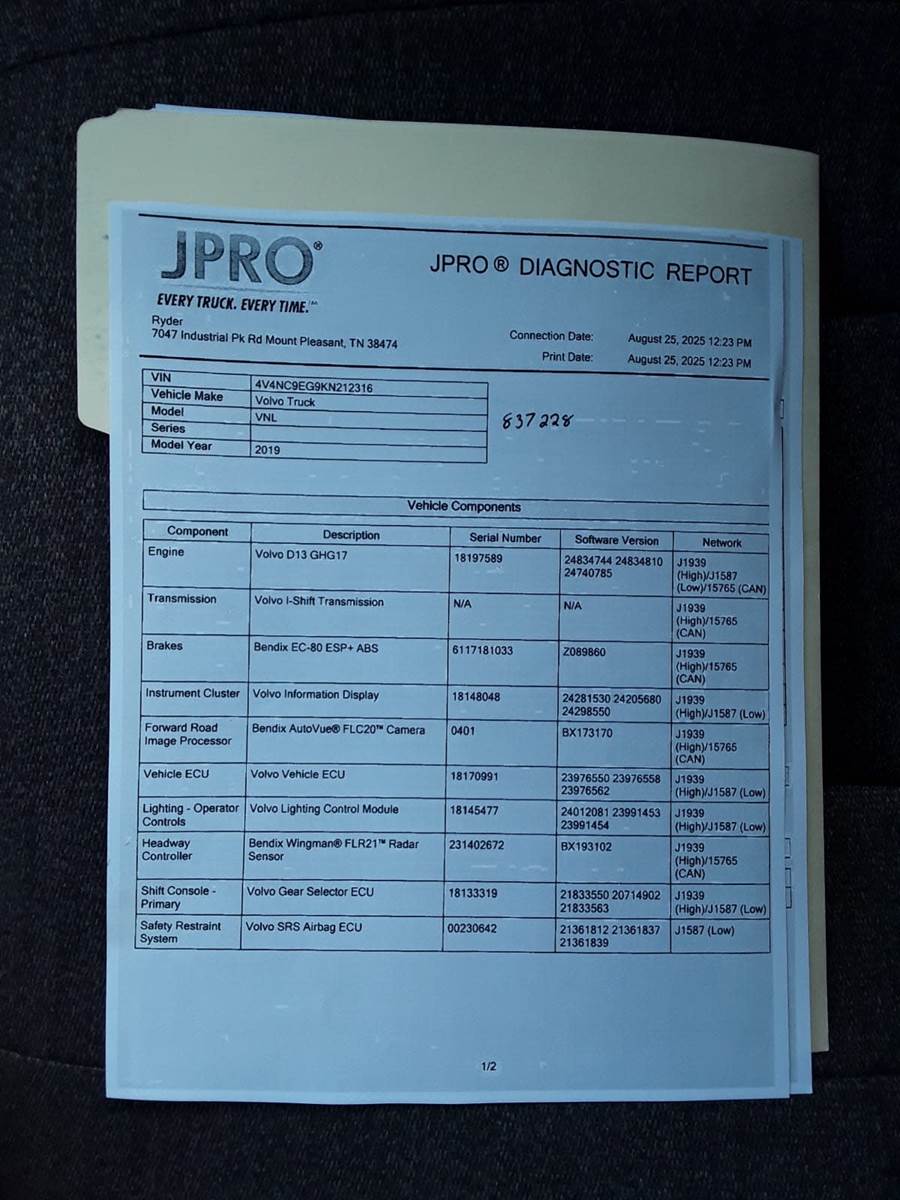 JPRO®
EVERY TRUCK. EVERY TIME.℠
JPRO® DIAGNOSTIC REPORT
Ryder
7047 Industrial Pk Rd Mount Pleasant, TN 38474
Connection Date: August 25, 2025 12:23 PM
Print Date: August 25, 2025 12:23 PM
VIN 4V4NC9EG9KN212316
Vehicle Make Volvo Truck
Model VNL
Series
Model Year 2019
837228
Vehicle Components
Component Description Serial Number Software Version Network
Engine Volvo D13 GHG17 18197589 24834744 24834810 J1939
24740785 (High)/J1587
(Low)/15765 (CAN)
Transmission Volvo I-Shift Transmission N/A N/A J1939
(High)/15765
(CAN)
Brakes Bendix EC-80 ESP+ ABS 6117181033 Z089860 J1939
(High)/15765
(CAN)
Instrument Cluster Volvo Information Display 18148048 24281530 24205680 J1939
24298550 (High)/J1587 (Low)
Forward Road Bendix AutoVue® FLC20™ Camera 0401 BX173170 J1939
Image Processor (High)/15765
(CAN)
Vehicle ECU Volvo Vehicle ECU 18170991 23976550 23976558 J1939
23976562 (High)/J1587 (Low)
Lighting - Operator Volvo Lighting Control Module 18145477 24012081 23991453 J1939
Controls 23991454 (High)/J1587 (Low)
Headway Bendix Wingman® FLR21™ Radar 231402672 BX193102 J1939
Controller Sensor (High)/15765
(CAN)
Shift Console - Volvo Gear Selector ECU 18133319 21833550 20714902 J1939
Primary 21833563 (High)/J1587 (Low)
Safety Restraint Volvo SRS Airbag ECU 00230642 21361812 21361837 J1587 (Low)
System 21361839
1/2